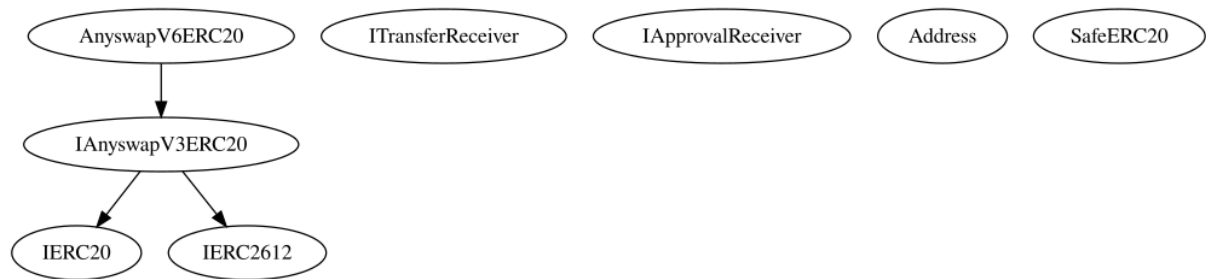 AnyswapV6ERC20
ITransferReceiver
IApprovalReceiver
Address
SafeERC20
IAnyswapV3ERC20
IERC20
IERC2612